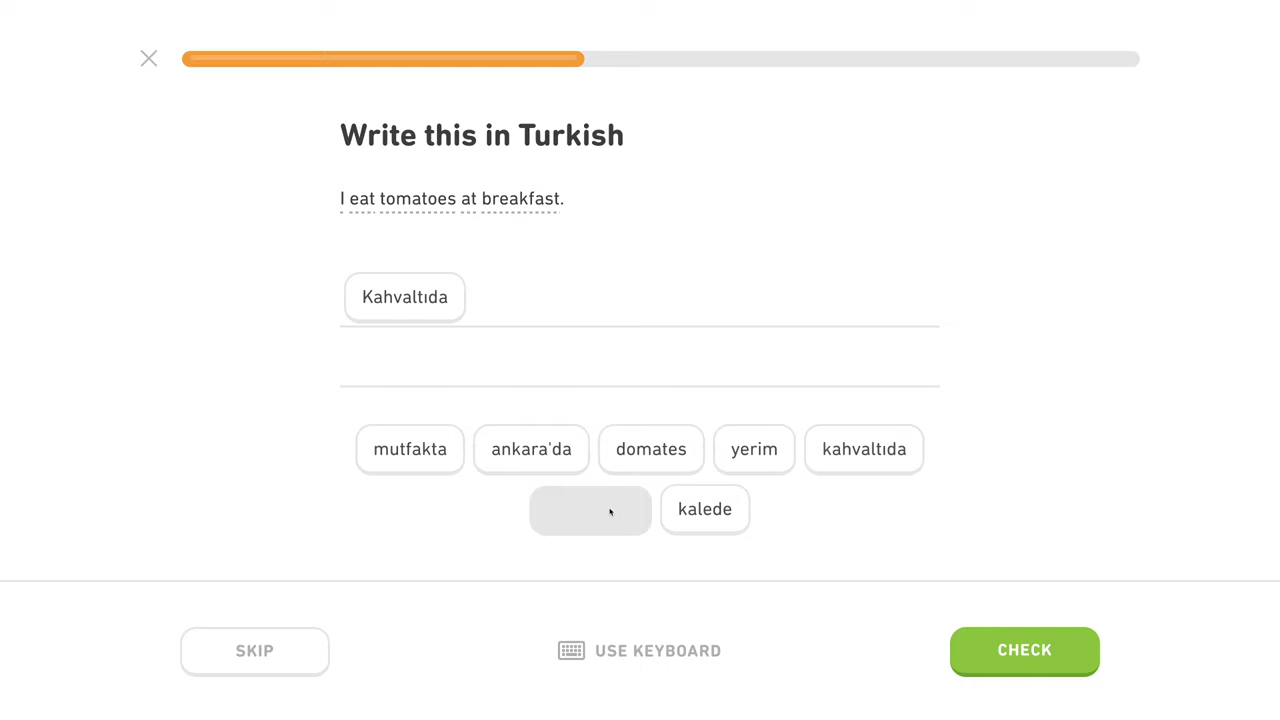 Write this in Turkish
I eat tomatoes at breakfast.
Kahvaltıda
mutfakta ankara'da domates yerim kahvaltıda
kalede
SKIP USE KEYBOARD CHECK